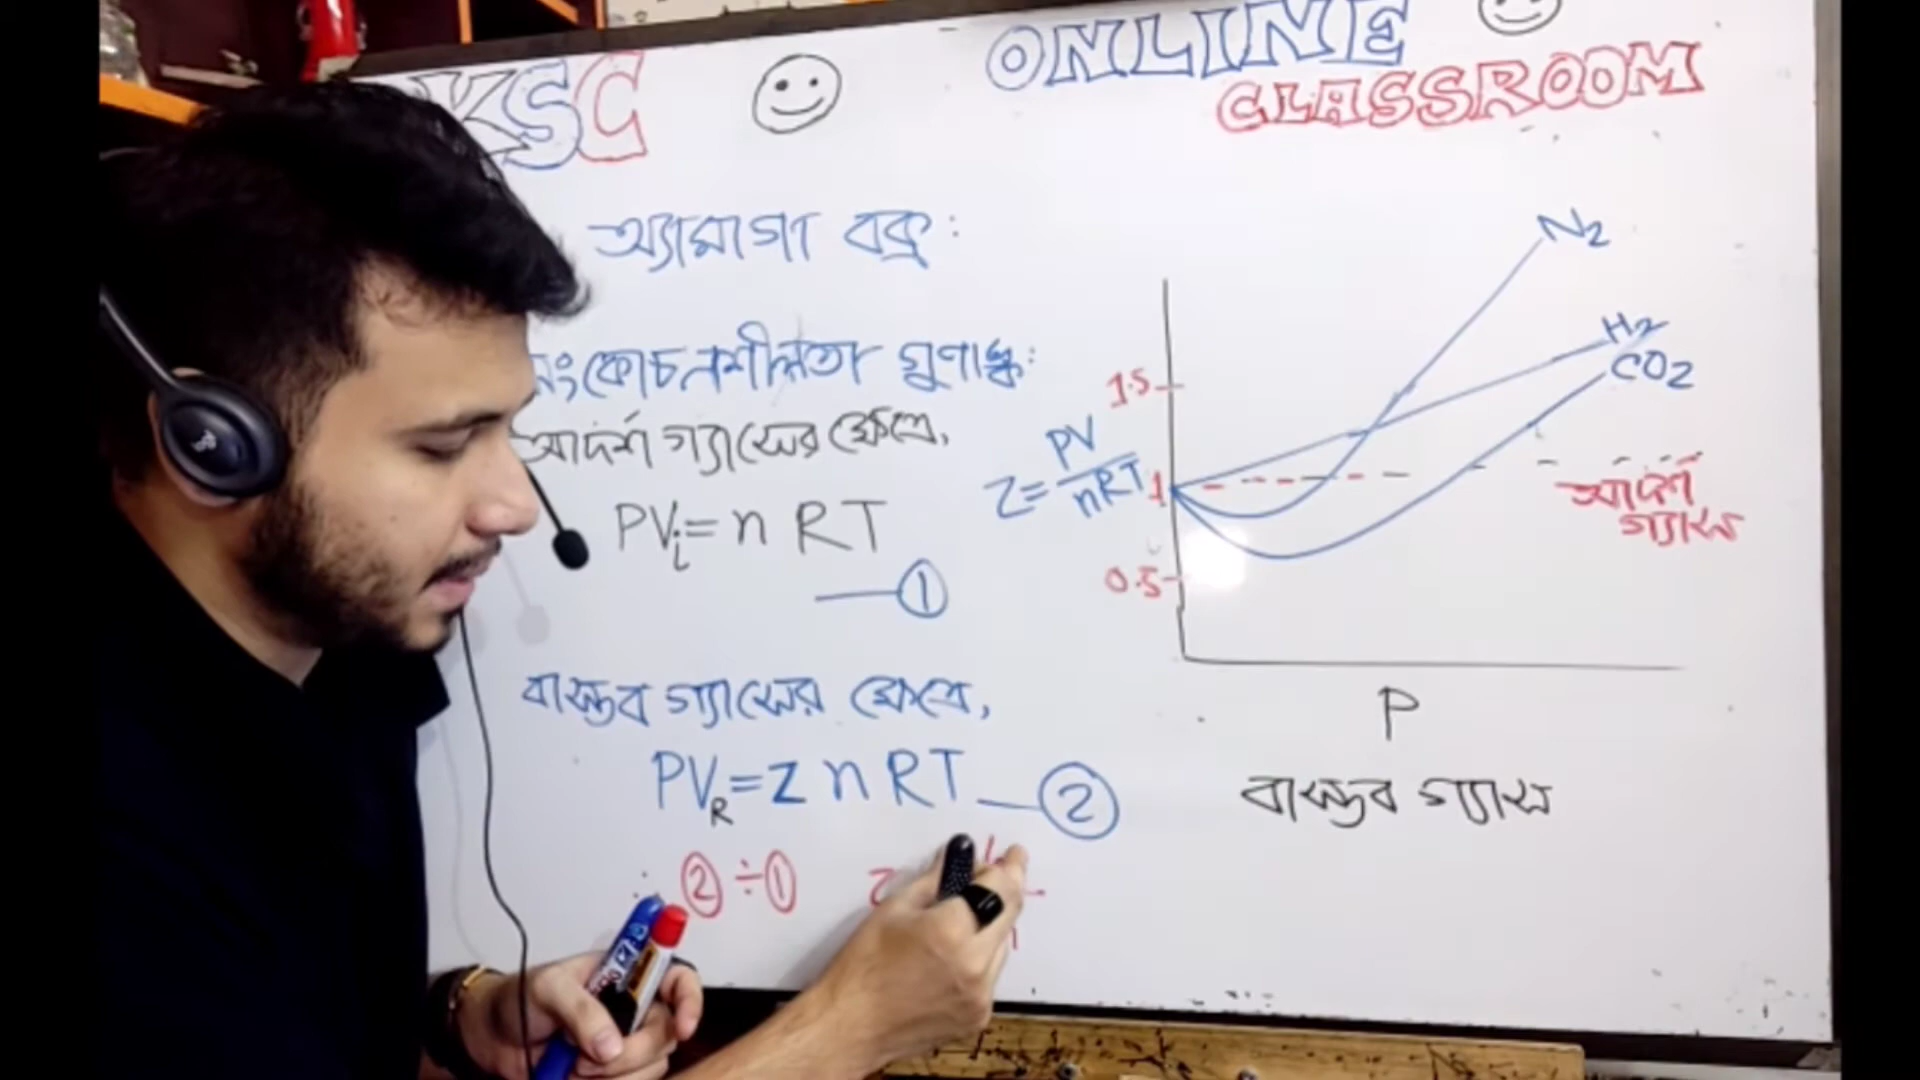 KSC
ONLINE
CLASSROOM
অ্যামাগা বক্র:
সংকোচনশীলতা গুণাঙ্ক:
আদর্শ গ্যাসের ক্ষেত্রে,
PVi = n RT
1
বাস্তব গ্যাসের ক্ষেত্রে,
PVR = Z n RT
2
∴ 2 ÷ 1
N2
H2
CO2
1.5
Z = PV/nRT
1
আদর্শ
গ্যাস
0.5
P
বাস্তব গ্যাস